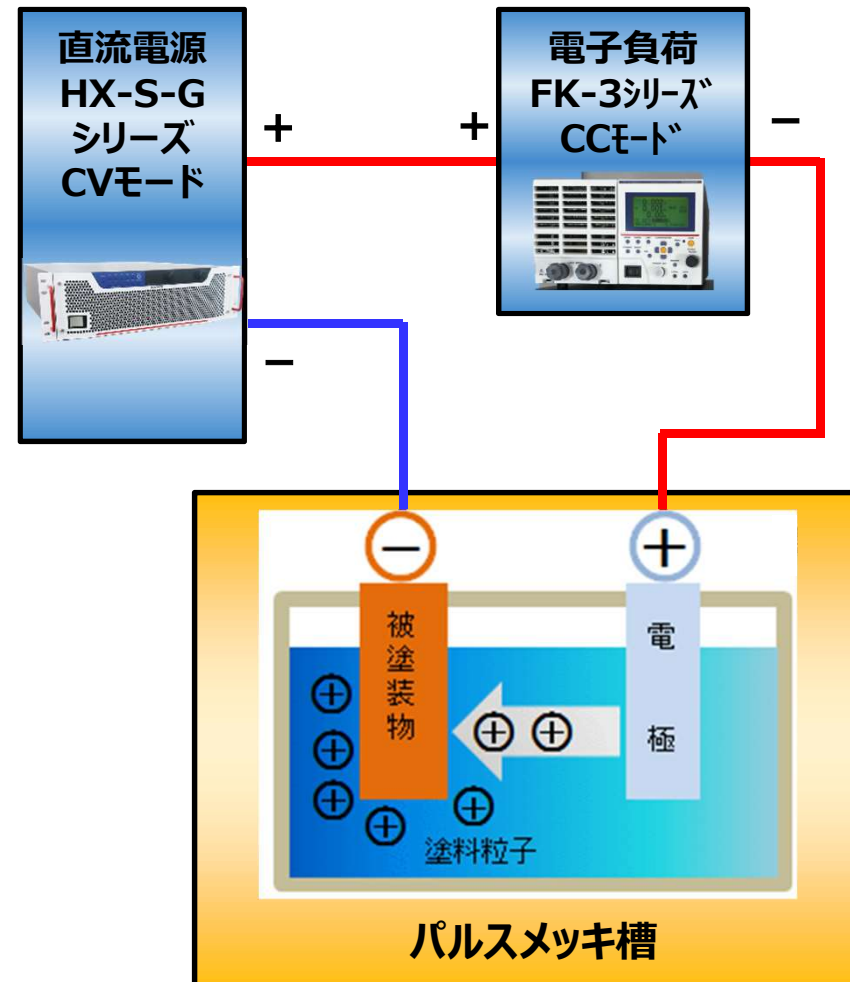 直流電源
HX-S-G
シリーズ
CVモード
電子負荷
FK-3ｼﾘｰｽﾞ
CCﾓｰﾄﾞ
+
+
−
−
−
+
被塗装物
電極
+
+
+
+
+
+
+
塗料粒子
パルスメッキ槽